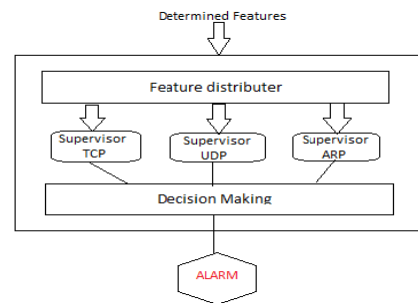 Determined Features
Feature distributer
Supervisor TCP
Supervisor UDP
Supervisor ARP
Decision Making
ALARM